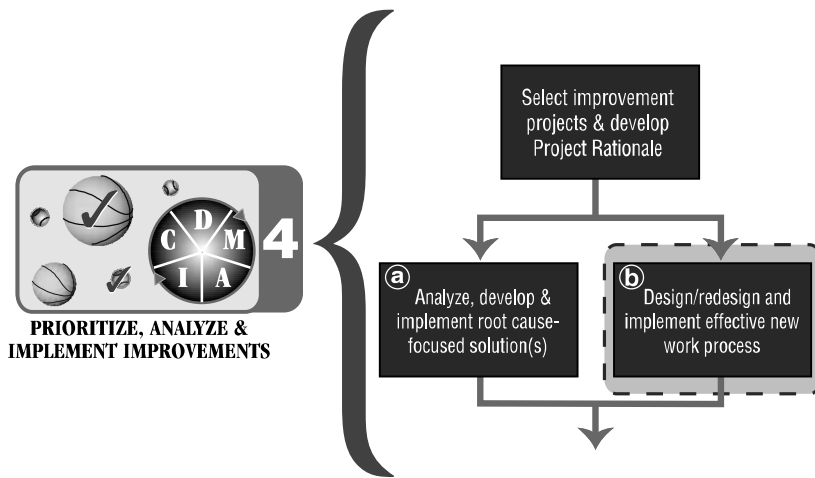 D
C
M
I
A
4
PRIORITIZE, ANALYZE &
IMPLEMENT IMPROVEMENTS
Select improvement
projects & develop
Project Rationale
a
Analyze, develop &
implement root cause-
focused solution(s)
b
Design/redesign and
implement effective new
work process